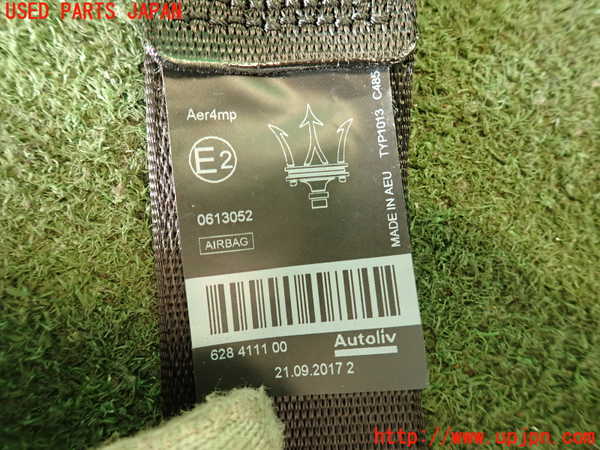 USED PARTS JAPAN
Aer4mp
E2
0613052
AIRBAG
MADE IN AEU TYP1013 C485
628 4111 00
Autoliv
21.09.2017 2
http://www.upjpn.com